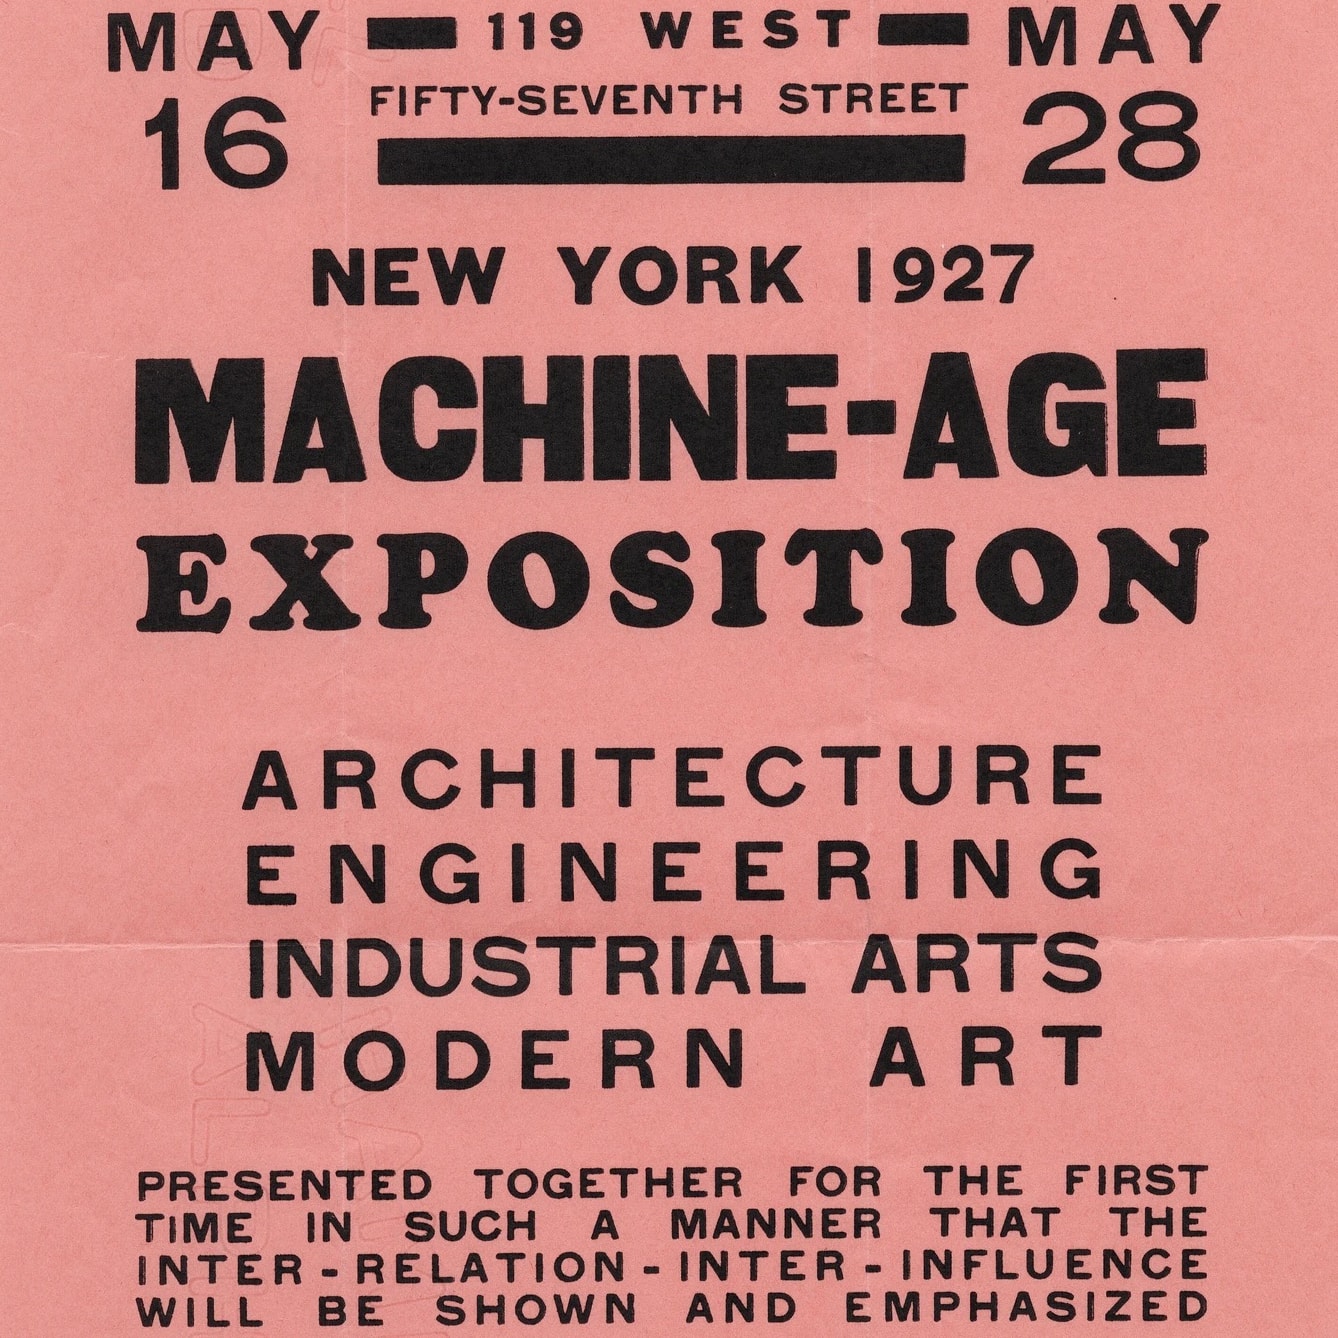 MAY 119 WEST MAY
16 FIFTY-SEVENTH STREET 28
NEW YORK 1927
MACHINE-AGE
EXPOSITION
ARCHITECTURE
ENGINEERING
INDUSTRIAL ARTS
MODERN ART
PRESENTED TOGETHER FOR THE FIRST
TIME IN SUCH A MANNER THAT THE
INTER-RELATION-INTER-INFLUENCE
WILL BE SHOWN AND EMPHASIZED